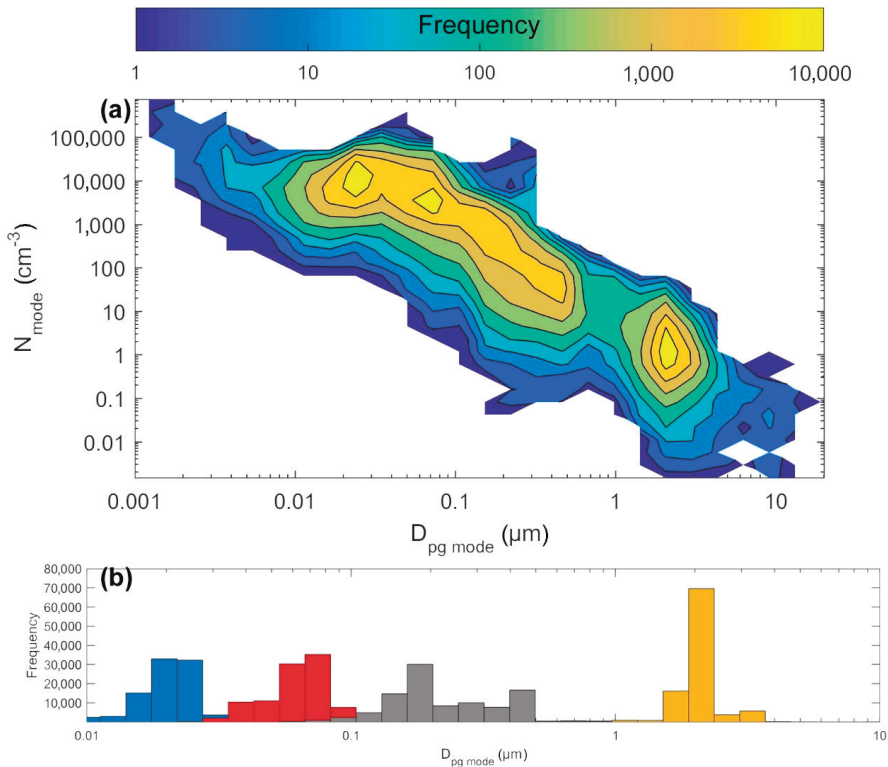 Frequency
1 10 100 1,000 10,000
(a)
100,000
10,000
1,000
100
10
1
0.1
0.01
N mode (cm-3)
0.001 0.01 0.1 1 10
D pg mode (µm)
(b)
80,000
70,000
60,000
50,000
40,000
30,000
20,000
10,000
Frequency
0.01 0.1 1 10
D pg mode (µm)